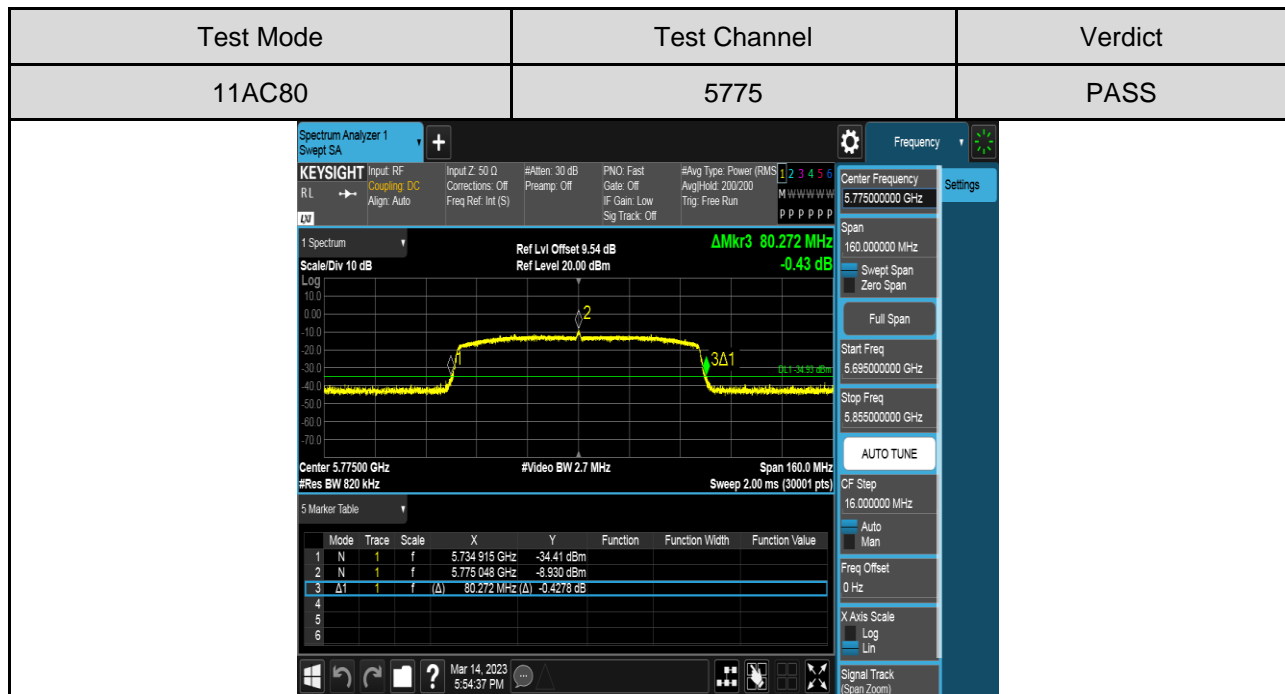 Test Mode Test Channel Verdict
11AC80 5775 PASS
Spectrum Analyzer 1
Swept SA
+
Frequency
KEYSIGHT
RL
LXI
Input: RF
Coupling: DC
Align: Auto
Input Z: 50 Ω
Corrections: Off
Freq Ref: Int (S)
#Atten: 30 dB
Preamp: Off
PNO: Fast
Gate: Off
IF Gain: Low
Sig Track: Off
#Avg Type: Power (RMS
Avg|Hold: 200/200
Trig: Free Run
1 2 3 4 5 6
M W W W W W
P P P P P P
1 Spectrum
Scale/Div 10 dB
Ref Lvl Offset 9.54 dB
Ref Level 20.00 dBm
ΔMkr3 80.272 MHz
-0.43 dB
Log
10.0
0.00
-10.0
-20.0
-30.0
-40.0
-50.0
-60.0
-70.0
1
2
3Δ1
DL1 -34.93 dBm
Center 5.77500 GHz #Video BW 2.7 MHz Span 160.0 MHz
#Res BW 820 kHz Sweep 2.00 ms (30001 pts)
5 Marker Table
Mode Trace Scale X Y Function Function Width Function Value
1 N 1 f 5.734 915 GHz -34.41 dBm
2 N 1 f 5.775 048 GHz -8.930 dBm
3 Δ1 1 f (Δ) 80.272 MHz (Δ) -0.4278 dB
4
5
6
?
Mar 14, 2023
5:54:37 PM
Settings
Center Frequency
5.775000000 GHz
Span
160.000000 MHz
Swept Span
Zero Span
Full Span
Start Freq
5.695000000 GHz
Stop Freq
5.855000000 GHz
AUTO TUNE
CF Step
16.000000 MHz
Auto
Man
Freq Offset
0 Hz
X Axis Scale
Log
Lin
Signal Track
(Span Zoom)